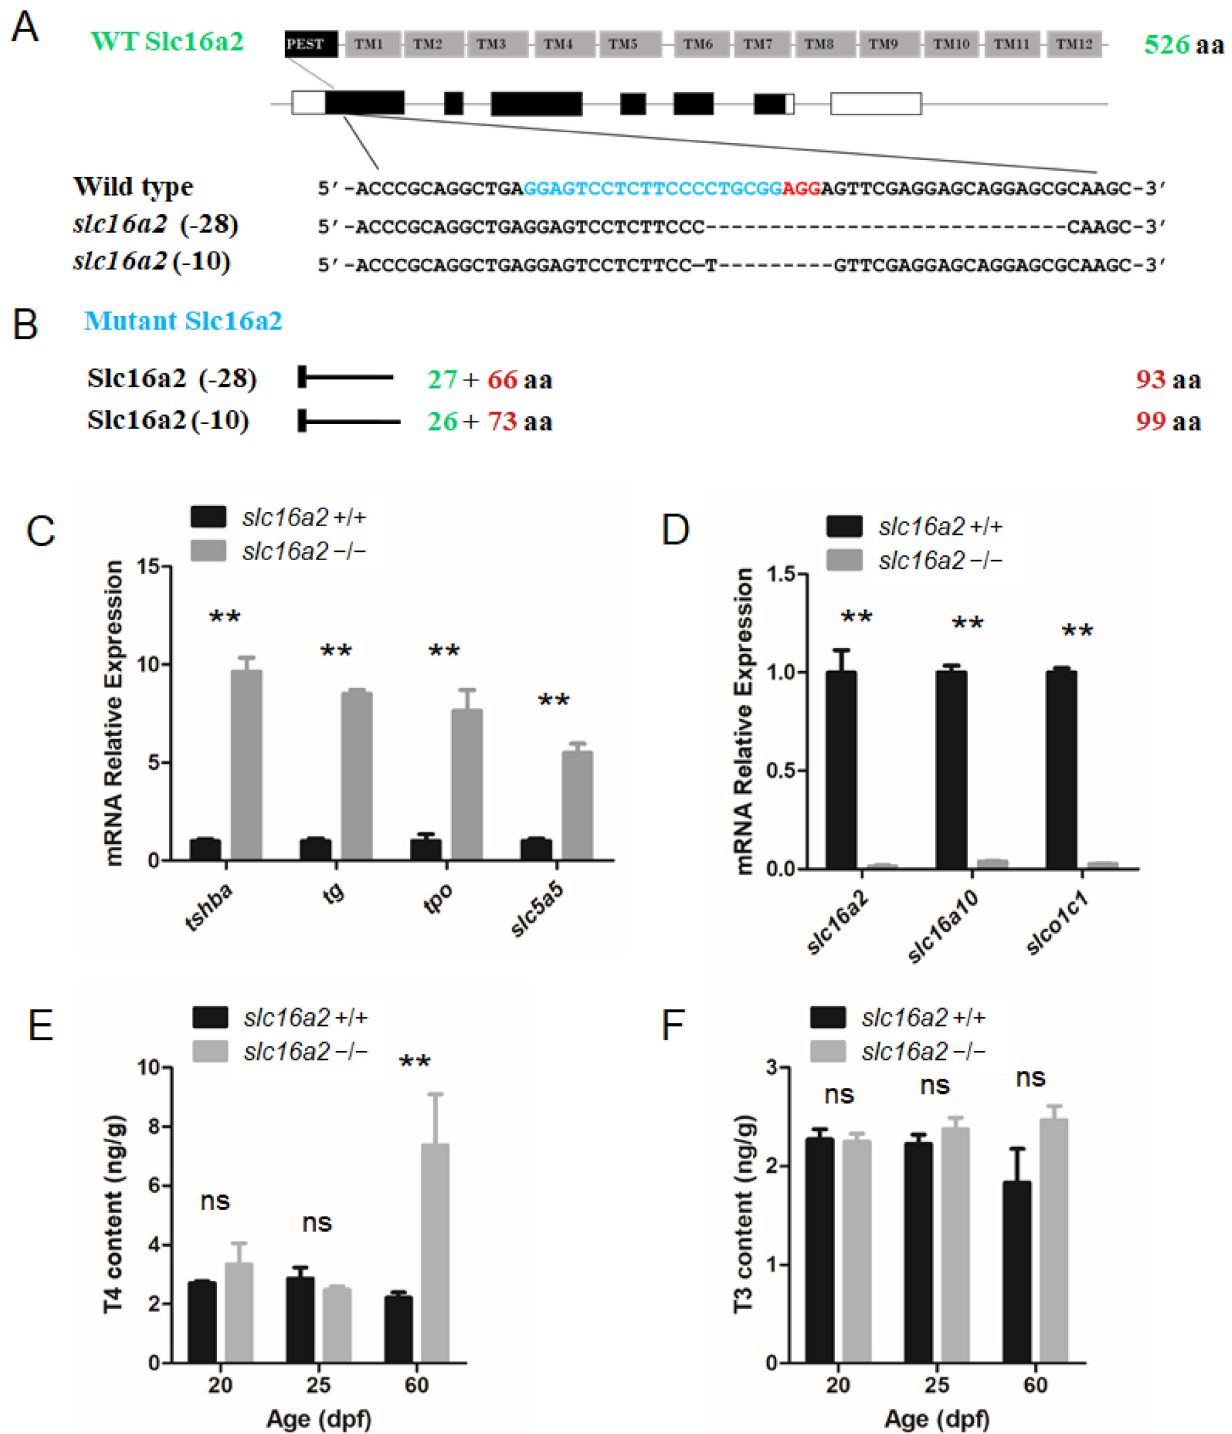 A
WT Slc16a2
PEST TM1 TM2 TM3 TM4 TM5 TM6 TM7 TM8 TM9 TM10 TM11 TM12
526 aa
Wild type 5′-ACCCGCAGGCTGAGGAGTCCTCTTCCCCTGCGGAGGAGTTCGAGGAGCAGGAGCGCAAGC-3′
slc16a2 (-28) 5′-ACCCGCAGGCTGAGGAGTCCTCTTCCC----------------------------CAAGC-3′
slc16a2 (-10) 5′-ACCCGCAGGCTGAGGAGTCCTCTTCC-T---------GTTCGAGGAGCAGGAGCGCAAGC-3′
B
Mutant Slc16a2
Slc16a2 (-28) 27 + 66 aa 93 aa
Slc16a2 (-10) 26 + 73 aa 99 aa
C
slc16a2 +/+
slc16a2 −/−
mRNA Relative Expression
15
10
5
0
**
**
**
**
tshba
tg
tpo
slc5a5
D
slc16a2 +/+
slc16a2 −/−
mRNA Relative Expression
1.5
1.0
0.5
0.0
**
**
**
slc16a2
slc16a10
slco1c1
E
slc16a2 +/+
slc16a2 −/−
T4 content (ng/g)
10
8
6
4
2
0
ns
ns
**
20 25 60
Age (dpf)
F
slc16a2 +/+
slc16a2 −/−
T3 content (ng/g)
3
2
1
0
ns
ns
ns
20 25 60
Age (dpf)